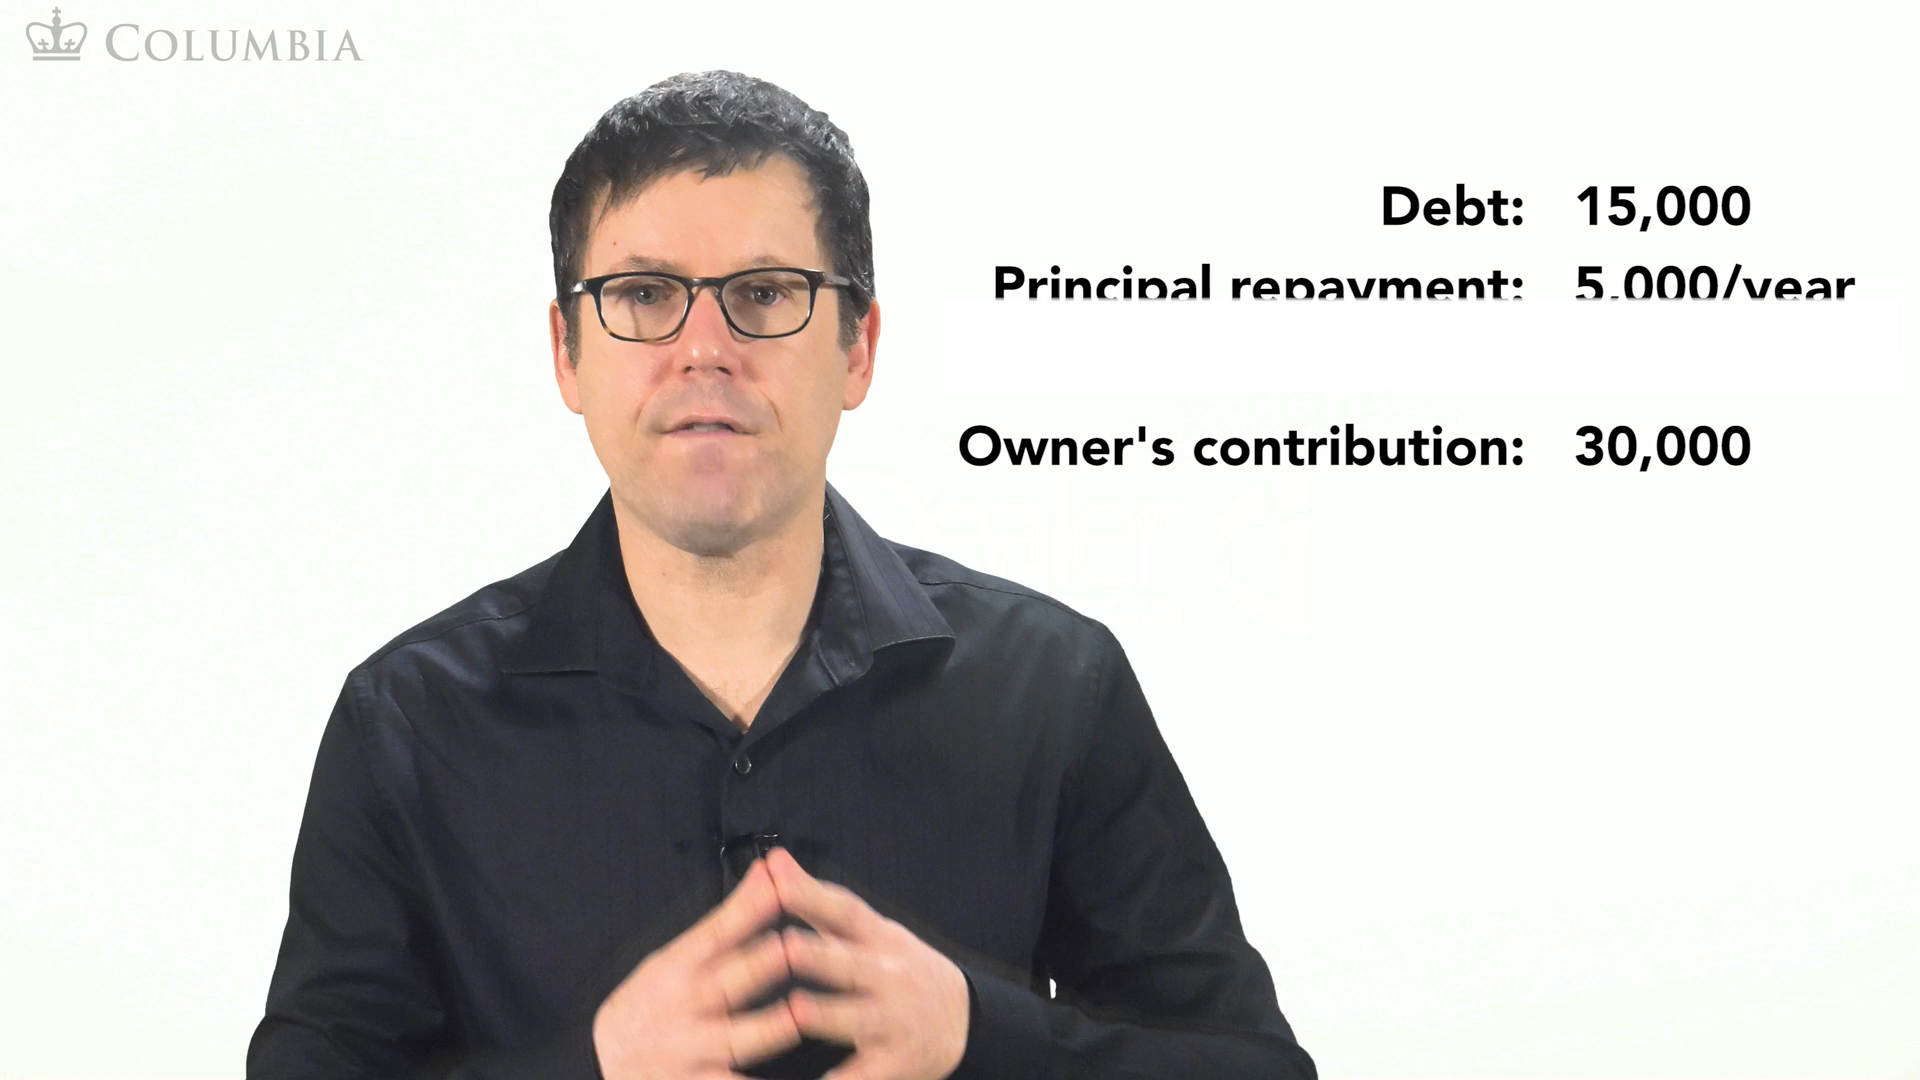 COLUMBIA
Debt: 15,000
Principal repayment: 5,000/year
Owner's contribution: 30,000